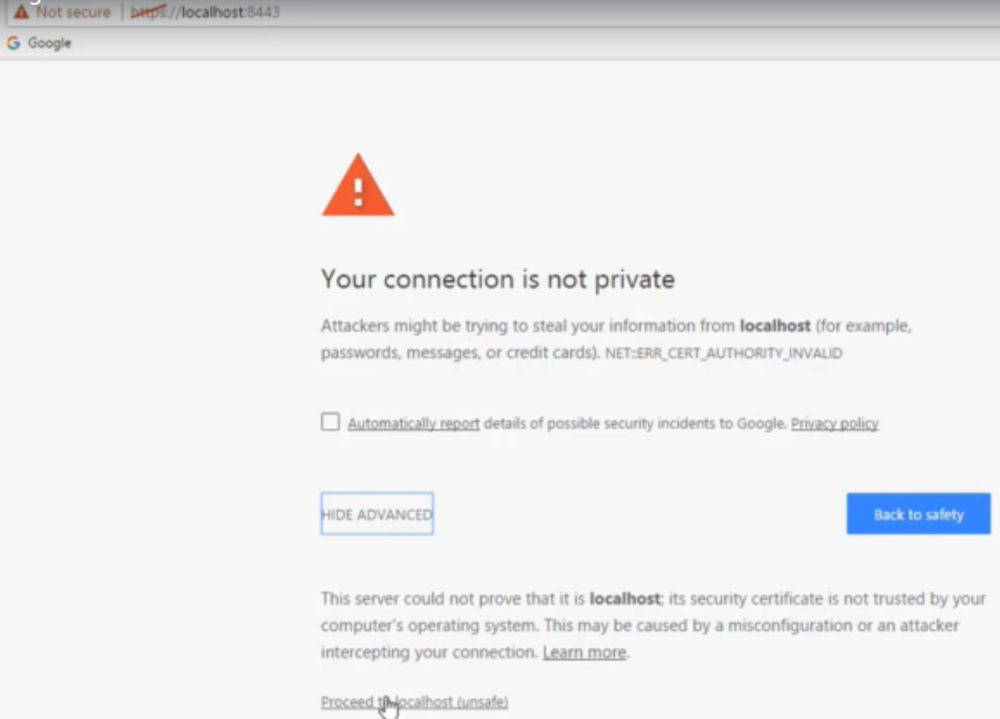 Not secure | https://localhost:8443
Google
Your connection is not private
Attackers might be trying to steal your information from localhost (for example,
passwords, messages, or credit cards). NET::ERR_CERT_AUTHORITY_INVALID
Automatically report details of possible security incidents to Google. Privacy policy
HIDE ADVANCED
Back to safety
This server could not prove that it is localhost; its security certificate is not trusted by your
computer's operating system. This may be caused by a misconfiguration or an attacker
intercepting your connection. Learn more.
Proceed to localhost (unsafe)